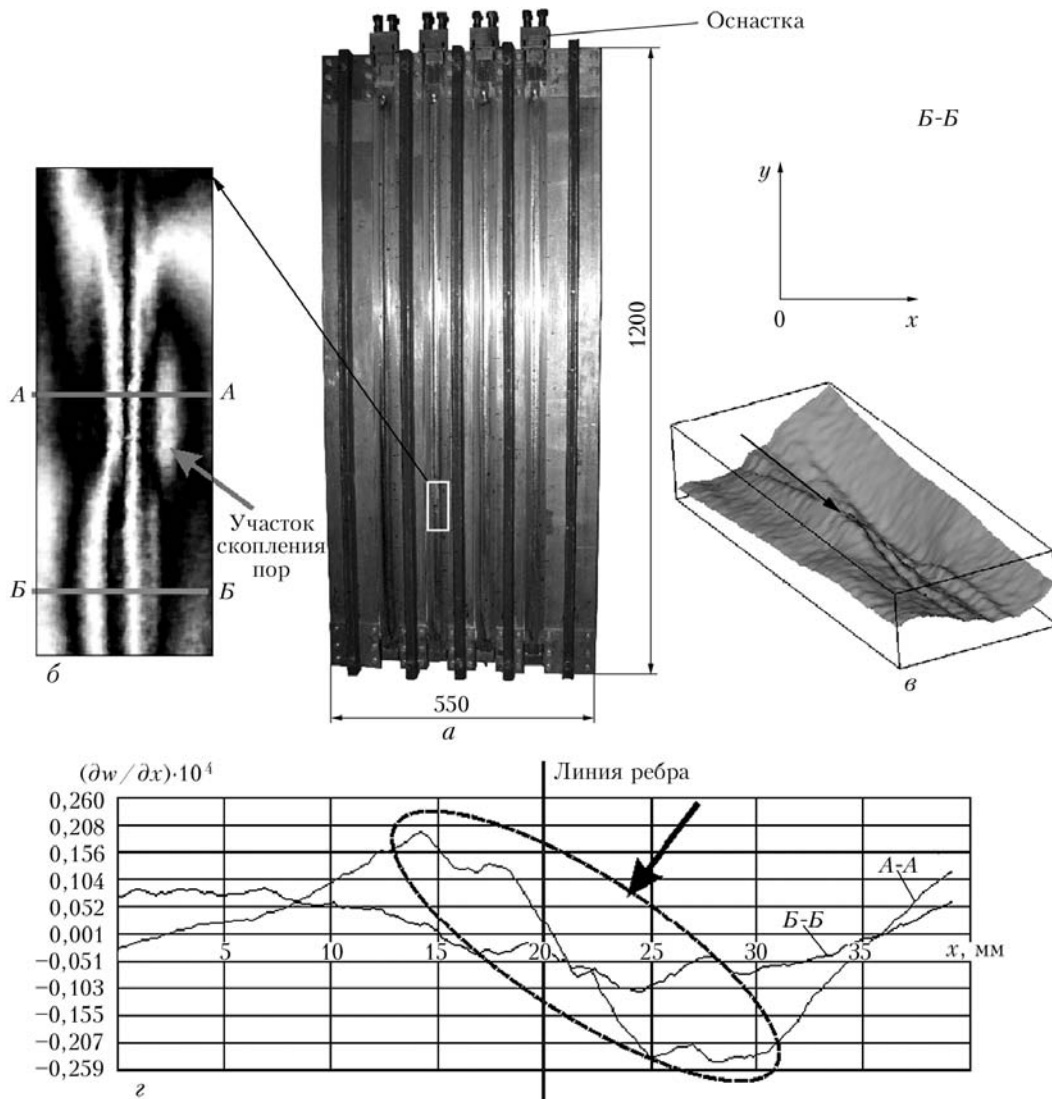 Оснастка
Б-Б
y
0
x
1200
A
A
Участок
скопления
пор
Б
Б
б
550
а
в
(∂w/∂x)·10⁴
Линия ребра
0,260
0,208
0,156
0,104
0,052
0,001
−0,051
−0,103
−0,155
−0,207
−0,259
А-А
Б-Б
5
10
15
20
25
30
35
x, мм
г